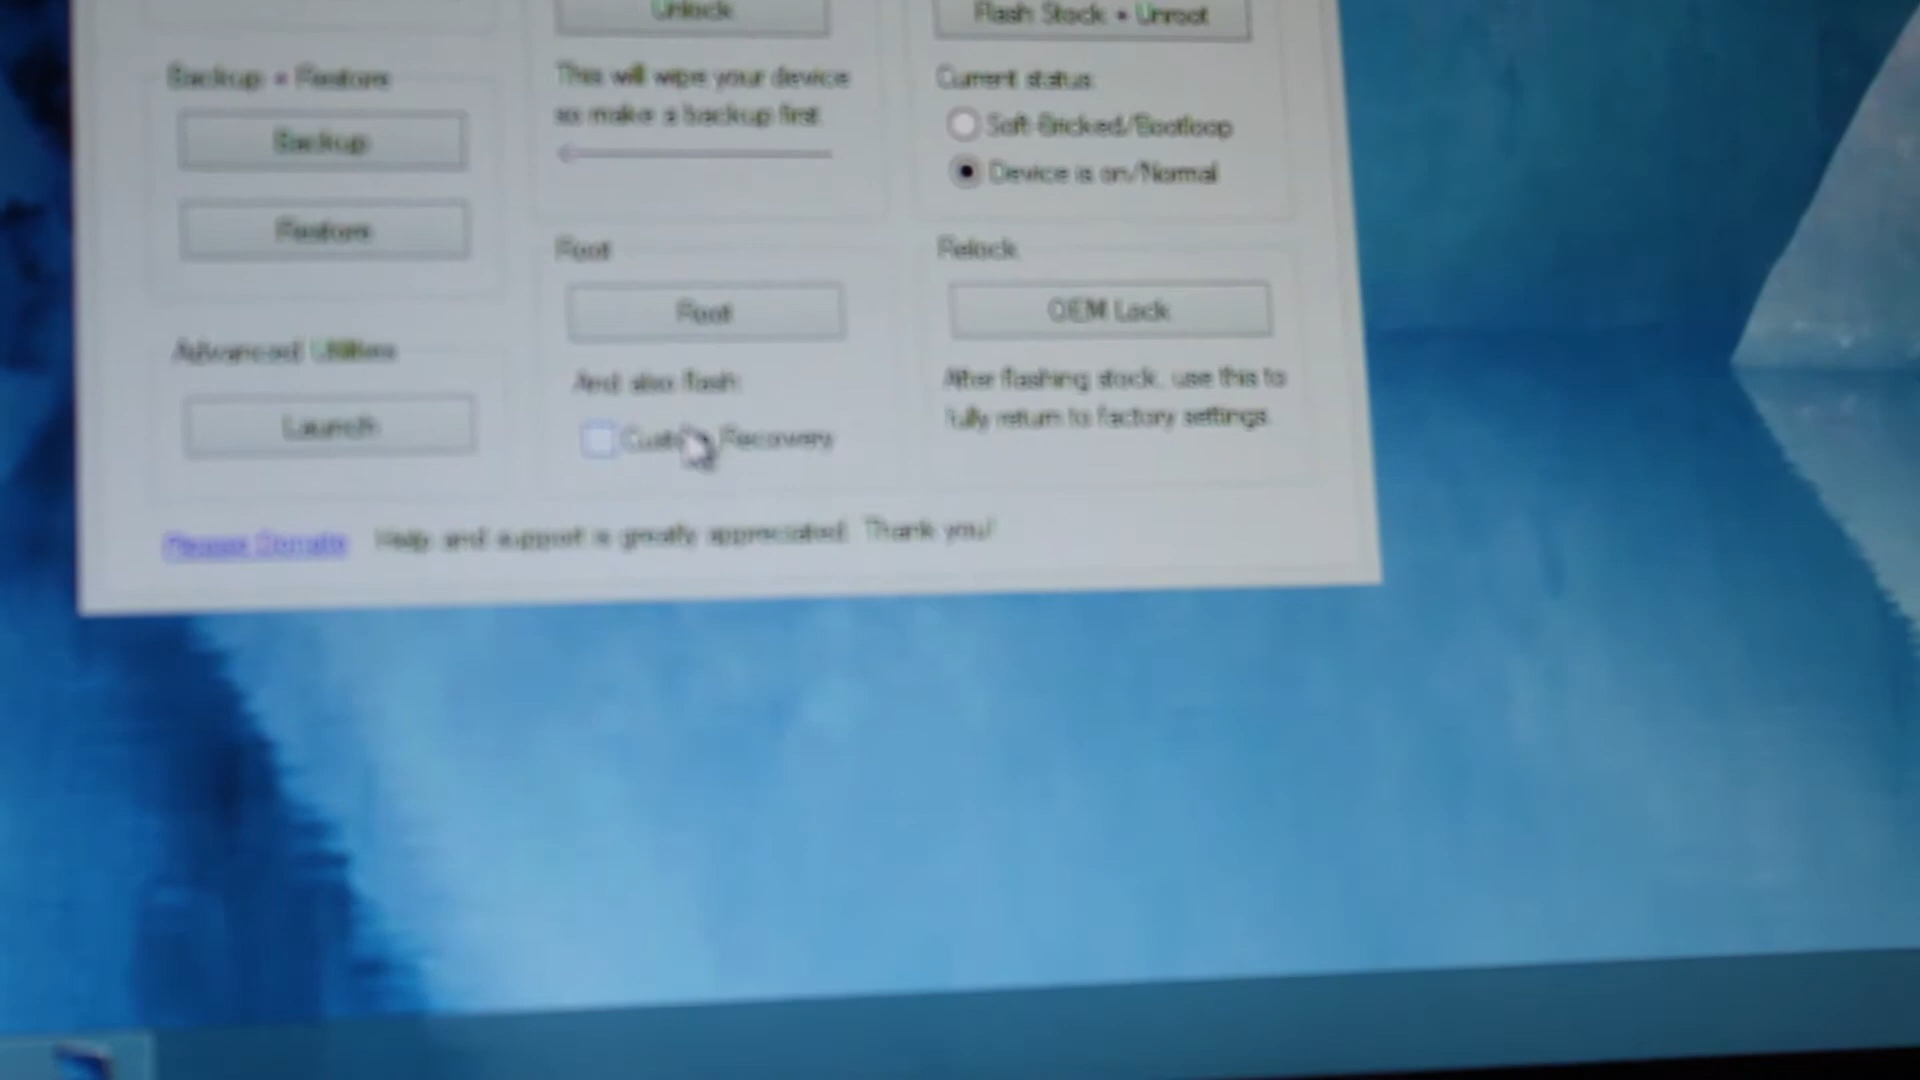 Unlock
Flash Stock + Unroot
Backup + Restore
Backup
Restore
This will wipe your device
so make a backup first.
Current status:
Soft-Bricked/Bootloop
Device is on/Normal
Root
Root
And also flash:
Custom Recovery
Relock
OEM Lock
After flashing stock, use this to
fully return to factory settings.
Advanced Utilities
Launch
Please Donate Help and support is greatly appreciated. Thank you!